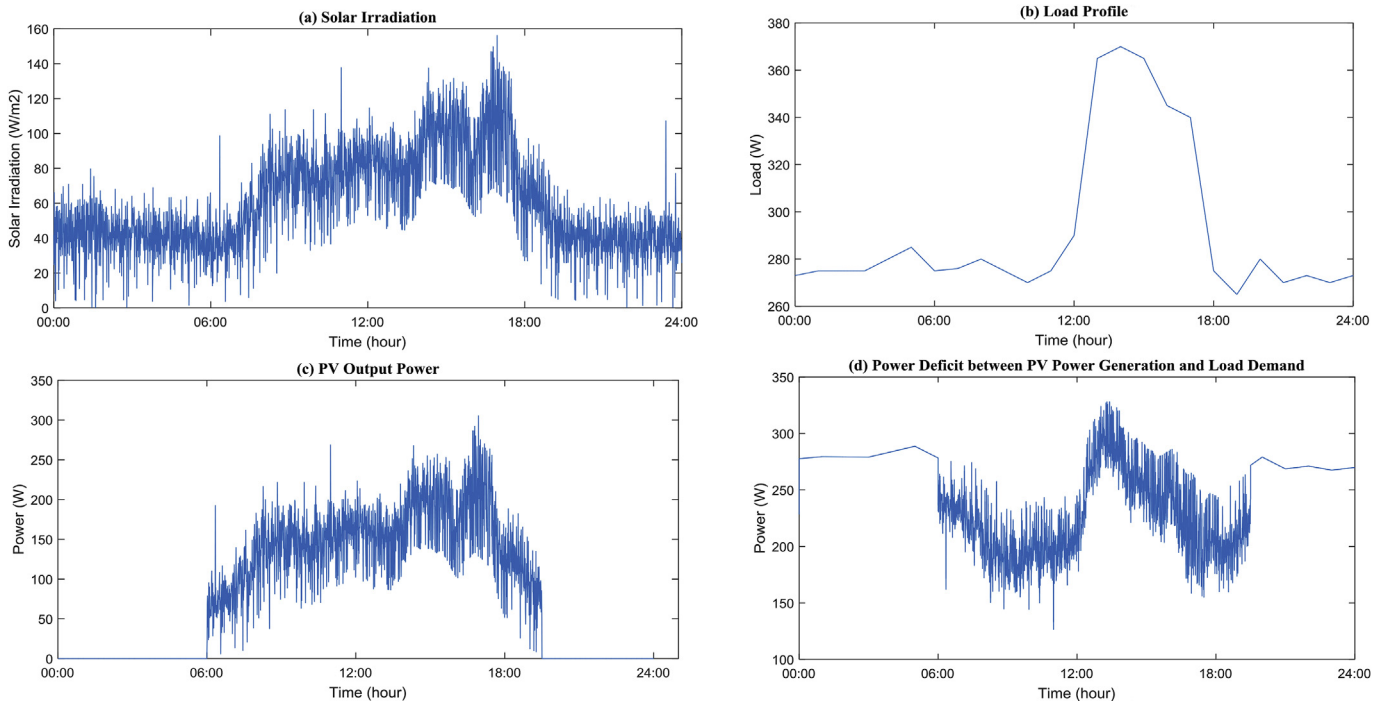 (a) Solar Irradiation
160
140
120
100
80
60
40
20
0
Solar Irradiation (W/m2)
00:00 06:00 12:00 18:00 24:00
Time (hour)
(b) Load Profile
380
360
340
320
300
280
260
Load (W)
00:00 06:00 12:00 18:00 24:00
Time (hour)
(c) PV Output Power
350
300
250
200
150
100
50
0
Power (W)
00:00 06:00 12:00 18:00 24:00
Time (hour)
(d) Power Deficit between PV Power Generation and Load Demand
350
300
250
200
150
100
Power (W)
00:00 06:00 12:00 18:00 24:00
Time (hour)